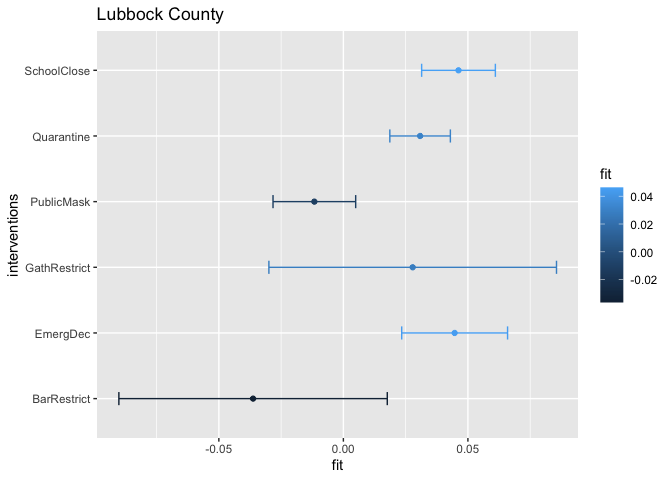 Lubbock County
interventions
SchoolClose
Quarantine
PublicMask
GathRestrict
EmergDec
BarRestrict
-0.05
0.00
0.05
fit
fit
0.04
0.02
0.00
-0.02